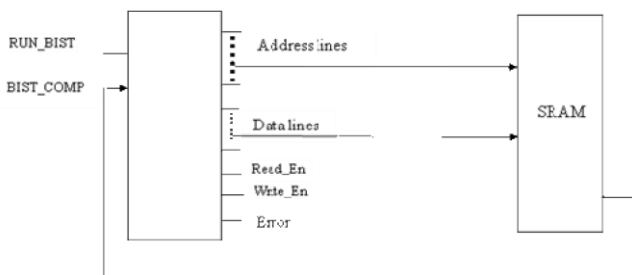 RUN_BIST
BIST_COMP
Address lines
Data lines
Read_En
Write_En
Error
SRAM